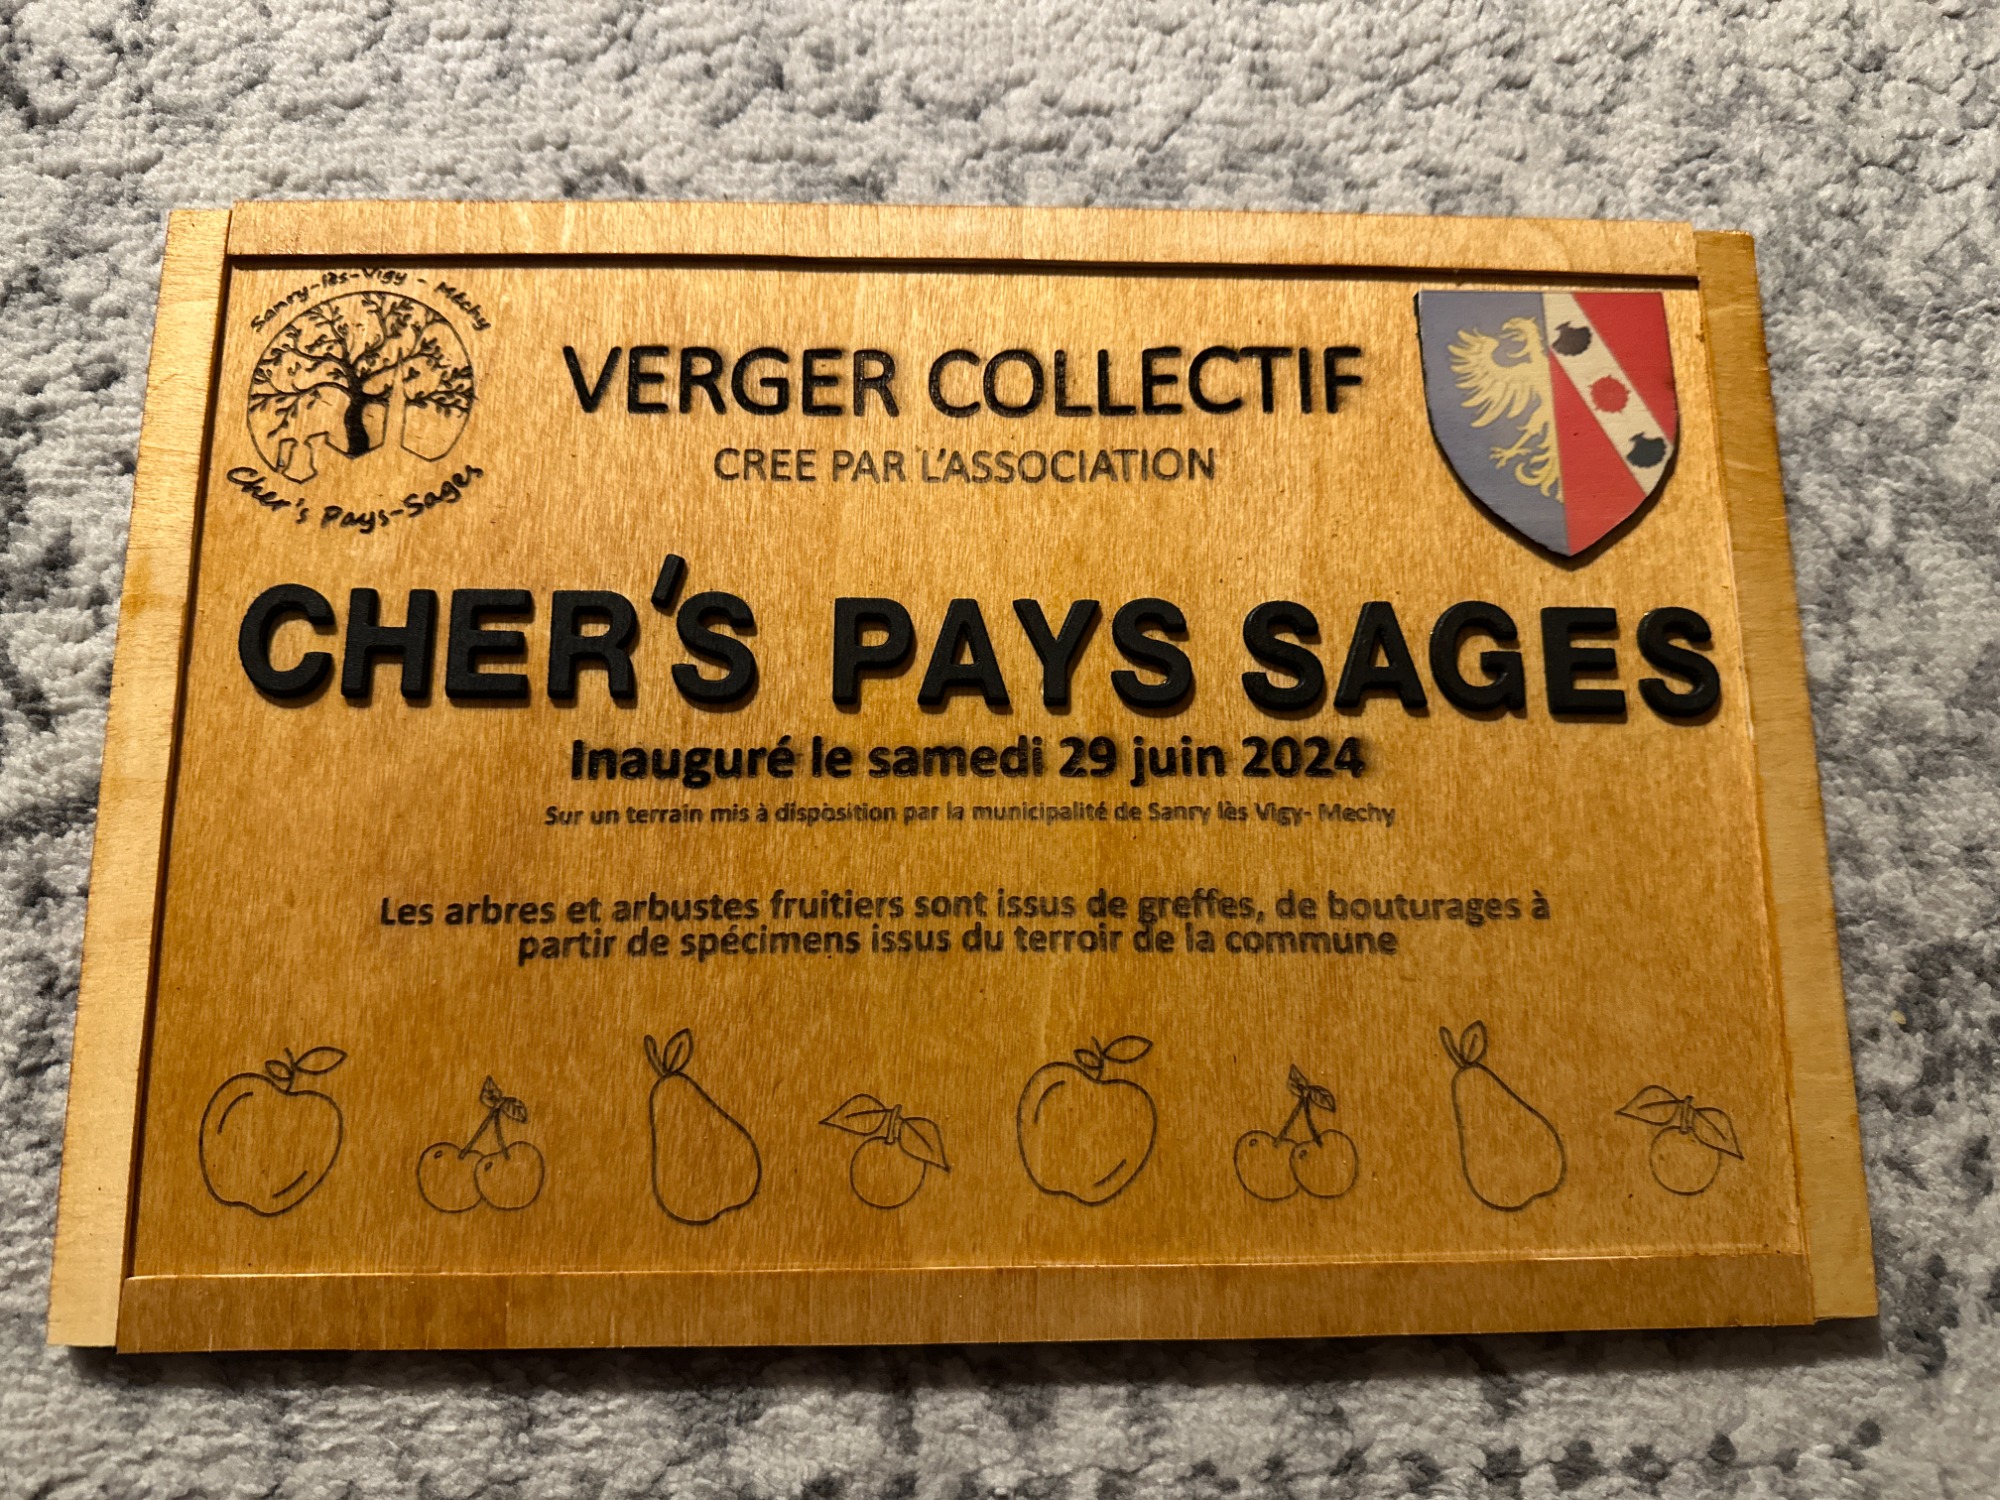 Sanry-lès-Vigy - Méchy
Cher's Pays-Sages
VERGER COLLECTIF
CREE PAR L'ASSOCIATION
CHER'S PAYS SAGES
Inauguré le samedi 29 juin 2024
Sur un terrain mis à disposition par la municipalité de Sanry lès Vigy- Mechy
Les arbres et arbustes fruitiers sont issus de greffes, de bouturages à
partir de spécimens issus du terroir de la commune